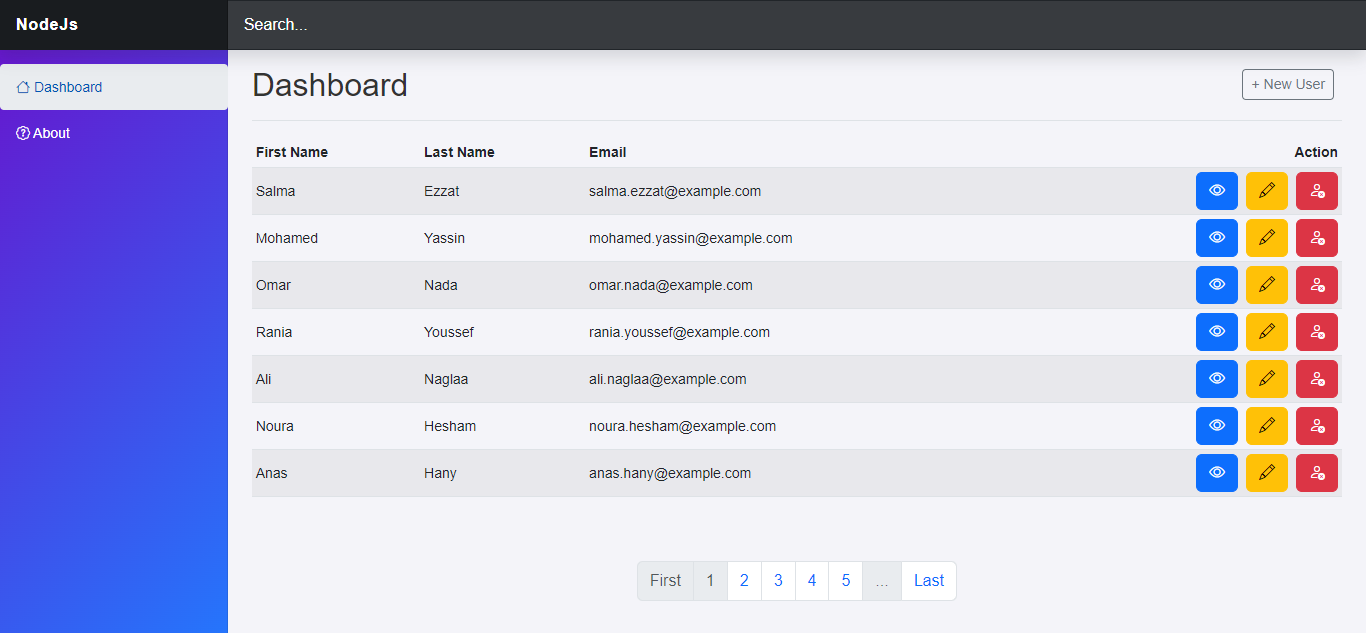 NodeJs
Search...
Dashboard
About
Dashboard
+ New User
First Name Last Name Email Action
Salma Ezzat salma.ezzat@example.com
Mohamed Yassin mohamed.yassin@example.com
Omar Nada omar.nada@example.com
Rania Youssef rania.youssef@example.com
Ali Naglaa ali.naglaa@example.com
Noura Hesham noura.hesham@example.com
Anas Hany anas.hany@example.com
First 1 2 3 4 5 ... Last